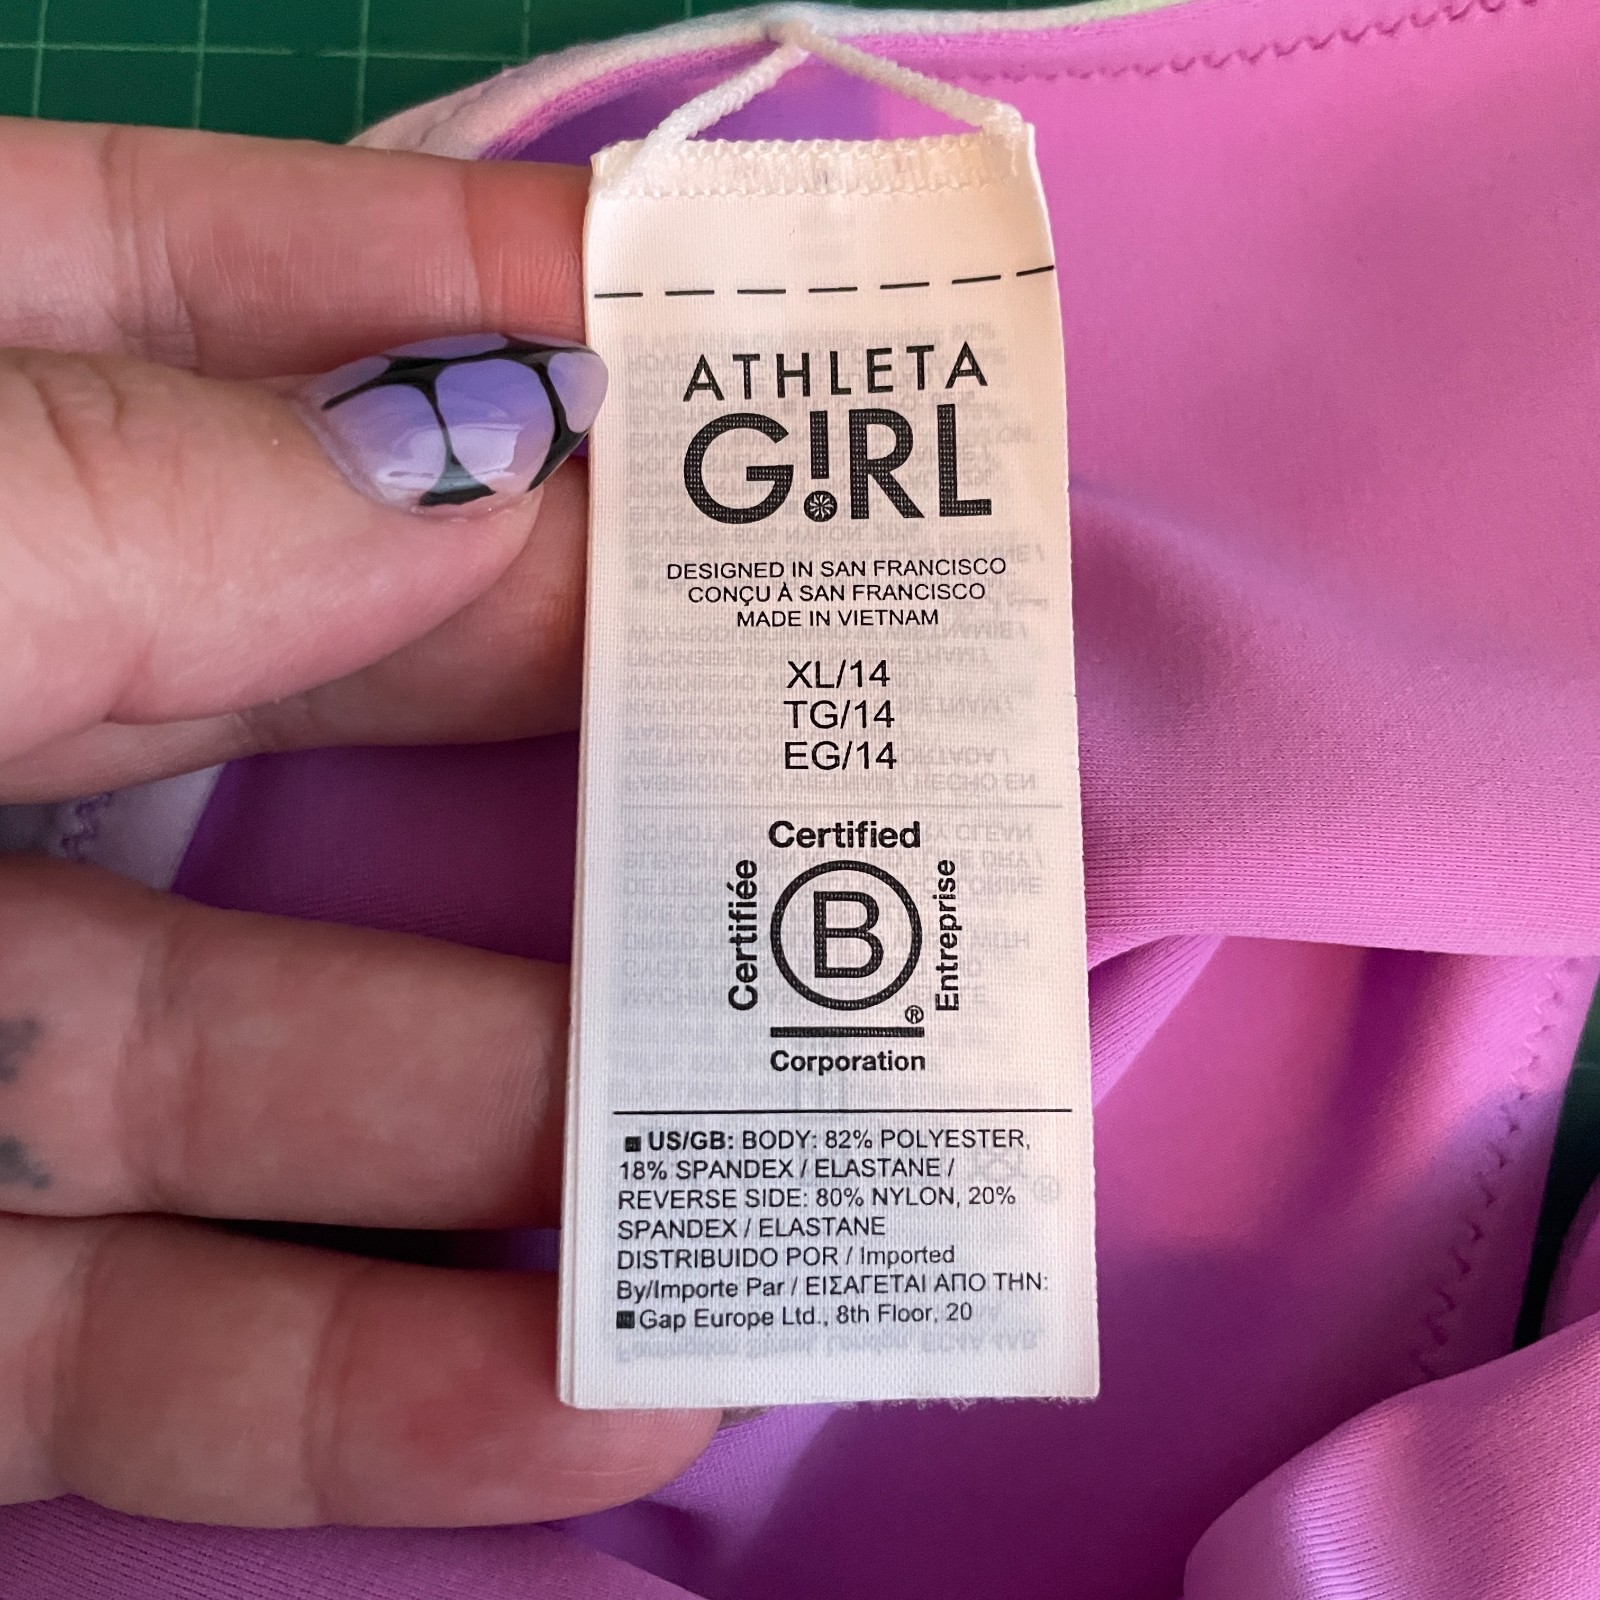 ATHLETA
G!RL
DESIGNED IN SAN FRANCISCO
CONÇU À SAN FRANCISCO
MADE IN VIETNAM
XL/14
TG/14
EG/14
Certified
Certifiée
B
®
Entreprise
Corporation
US/GB: BODY: 82% POLYESTER,
18% SPANDEX / ELASTANE /
REVERSE SIDE: 80% NYLON, 20%
SPANDEX / ELASTANE
DISTRIBUIDO POR / Imported
By/Importe Par / ΕΙΣΑΓΕΤΑΙ ΑΠΟ ΤΗΝ:
Gap Europe Ltd., 8th Floor, 20